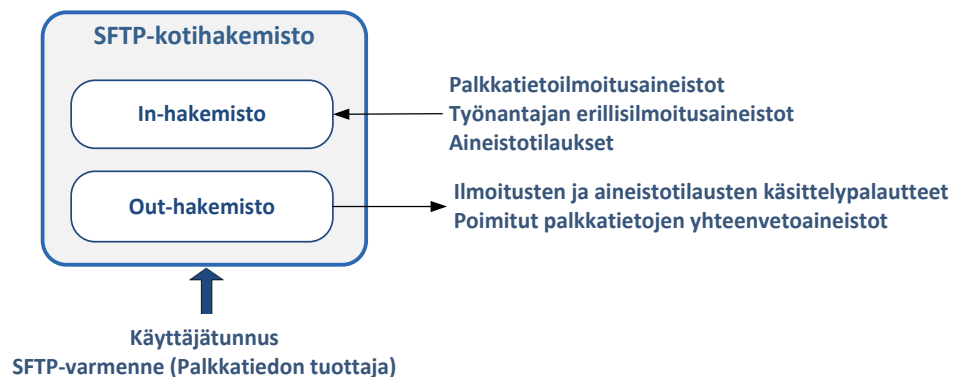 SFTP-kotihakemisto
In-hakemisto
Palkkatietoilmoitusaineistot
Työnantajan erillisilmoitusaineistot
Aineistotilaukset
Out-hakemisto
Ilmoitusten ja aineistotilausten käsittelypalautteet
Poimitut palkkatietojen yhteenvetoaineistot
Käyttäjätunnus
SFTP-varmenne (Palkkatiedon tuottaja)